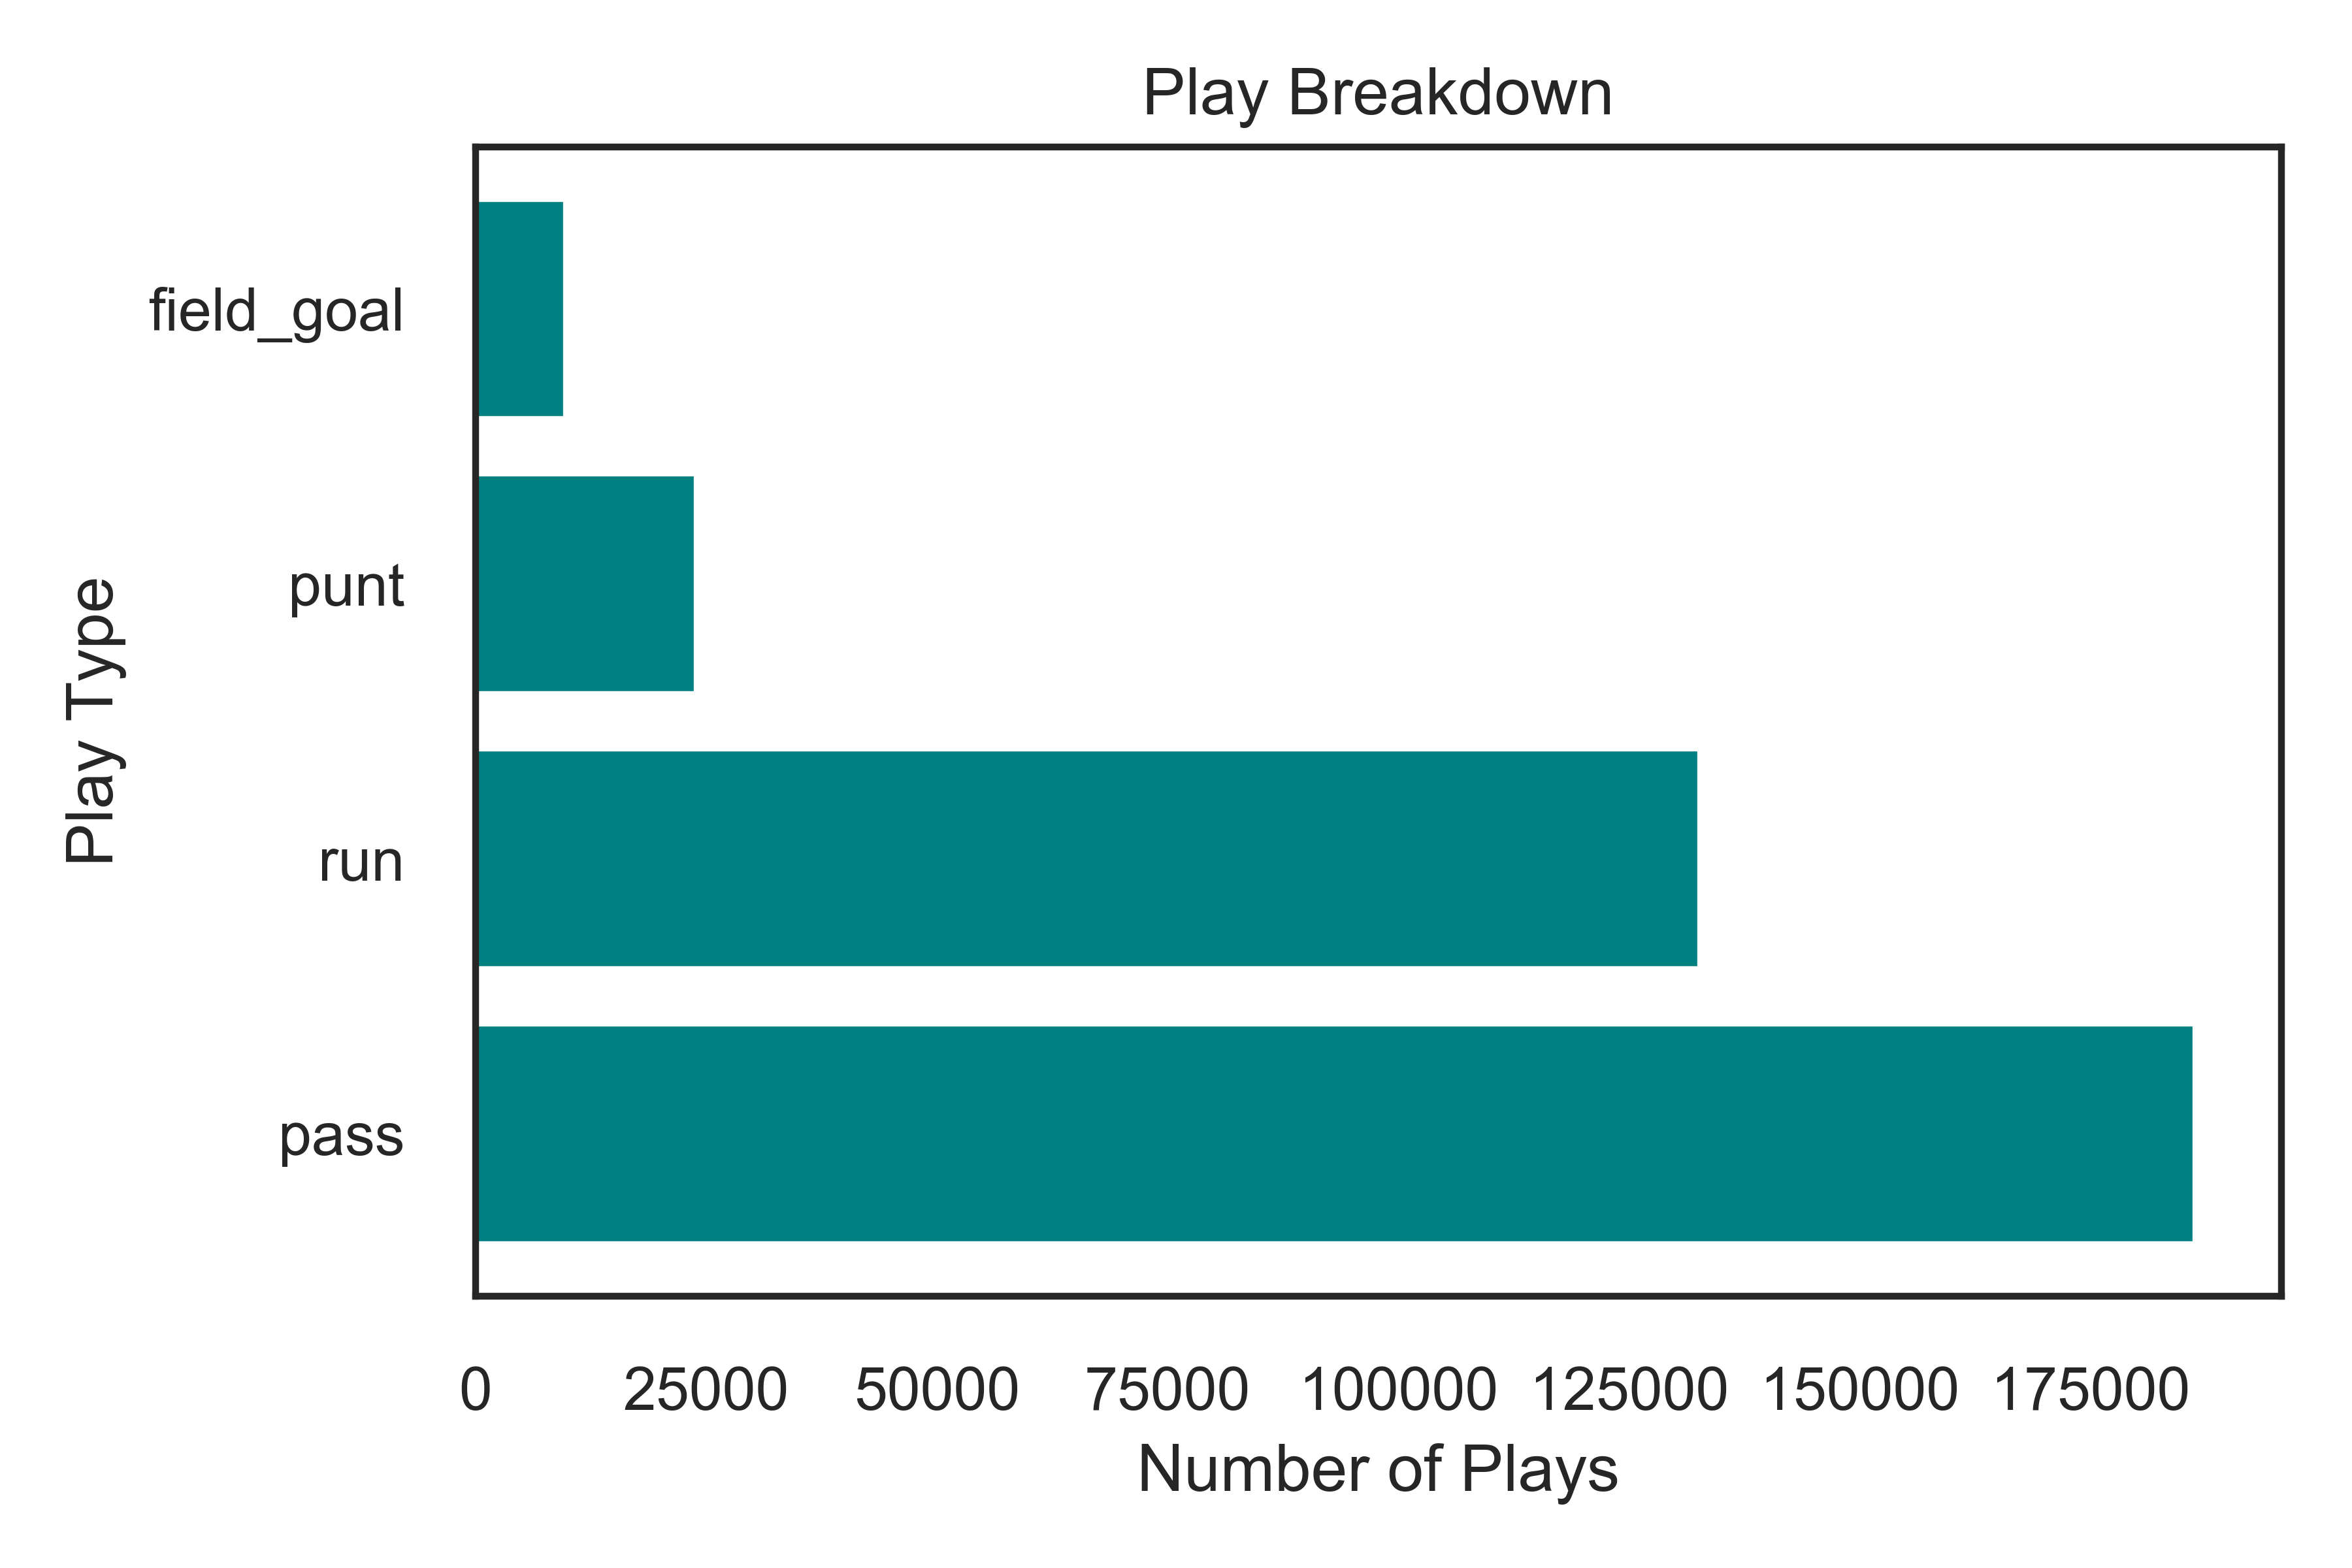 Play Breakdown
Play Type
field_goal
punt
run
pass
0 25000 50000 75000 100000 125000 150000 175000
Number of Plays